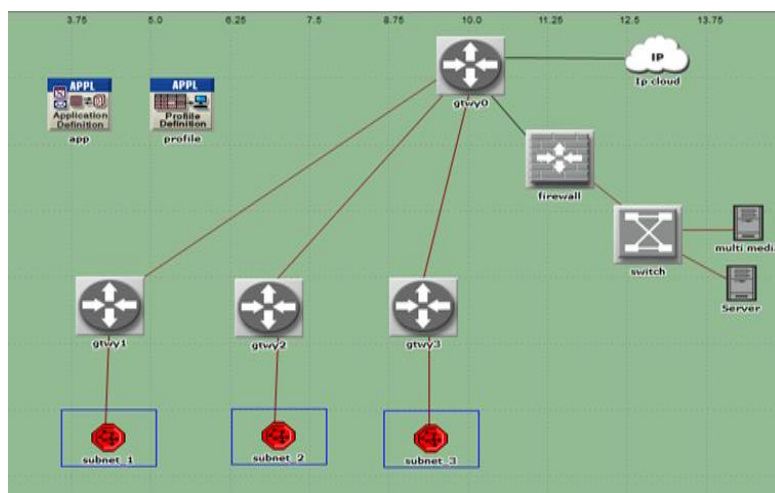 3.75 5.0 6.25 7.5 8.75 10.0 11.25 12.5 13.75
IP
Ip cloud
gtwy0
APPL
Application
Definition
app
APPL
Profile
Definition
profile
firewall
switch
multi medi
Server
gtwy1
gtwy2
gtwy3
subnet_1
subnet_2
subnet_3